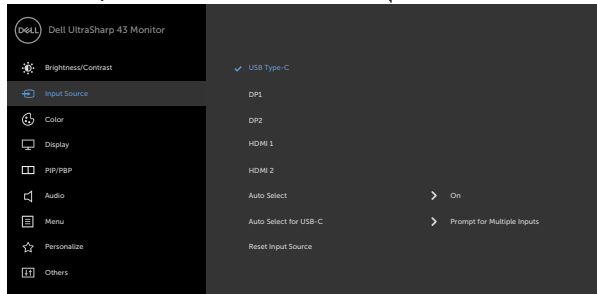 DELL Dell UltraSharp 43 Monitor
Brightness/Contrast USB Type-C
Input Source DP1
Color DP2
Display HDMI 1
PIP/PBP HDMI 2
Audio Auto Select On
Menu Auto Select for USB-C Prompt for Multiple Inputs
Personalize Reset Input Source
Others